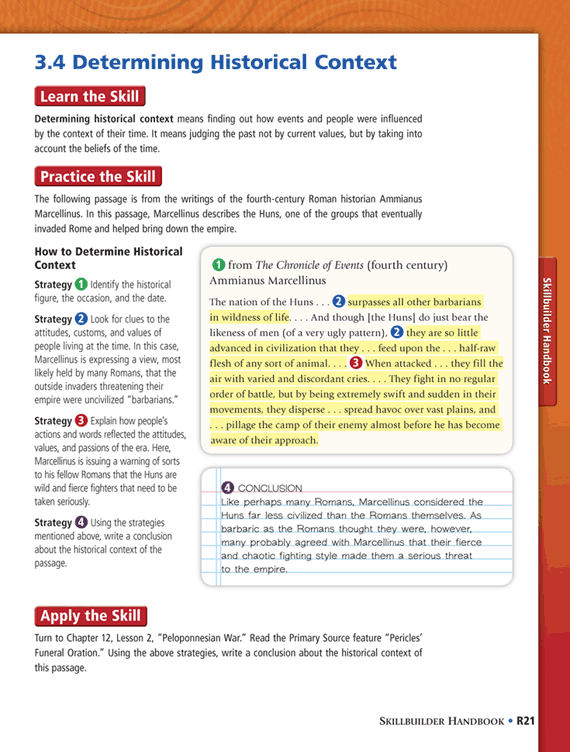 3.4 Determining Historical Context
Learn the Skill
Determining historical context means finding out how events and people were influenced
by the context of their time. It means judging the past not by current values, but by taking into
account the beliefs of the time.
Practice the Skill
The following passage is from the writings of the fourth-century Roman historian Ammianus
Marcellinus. In this passage, Marcellinus describes the Huns, one of the groups that eventually
invaded Rome and helped bring down the empire.
How to Determine Historical
Context
Strategy 1 Identify the historical
figure, the occasion, and the date.
Strategy 2 Look for clues to the
attitudes, customs, and values of
people living at the time. In this case,
Marcellinus is expressing a view, most
likely held by many Romans, that the
outside invaders threatening their
empire were uncivilized “barbarians.”
Strategy 3 Explain how people’s
actions and words reflected the attitudes,
values, and passions of the era. Here,
Marcellinus is issuing a warning of sorts
to his fellow Romans that the Huns are
wild and fierce fighters that need to be
taken seriously.
Strategy 4 Using the strategies
mentioned above, write a conclusion
about the historical context of the
passage.
1 from The Chronicle of Events (fourth century)
Ammianus Marcellinus
The nation of the Huns . . . 2 surpasses all other barbarians
in wildness of life. . . . And though [the Huns] do just bear the
likeness of men (of a very ugly pattern), 2 they are so little
advanced in civilization that they . . . feed upon the . . . half-raw
flesh of any sort of animal. . . . 3 When attacked . . . they fill the
air with varied and discordant cries. . . . They fight in no regular
order of battle, but by being extremely swift and sudden in their
movements, they disperse . . . spread havoc over vast plains, and
. . . pillage the camp of their enemy almost before he has become
aware of their approach.
4 CONCLUSION
Like perhaps many Romans, Marcellinus considered the
Huns far less civilized than the Romans themselves. As
barbaric as the Romans thought they were, however,
many probably agreed with Marcellinus that their fierce
and chaotic fighting style made them a serious threat
to the empire.
Apply the Skill
Turn to Chapter 12, Lesson 2, “Peloponnesian War.” Read the Primary Source feature “Pericles’
Funeral Oration.” Using the above strategies, write a conclusion about the historical context of
this passage.
Skillbuilder Handbook
SKILLBUILDER HANDBOOK • R21